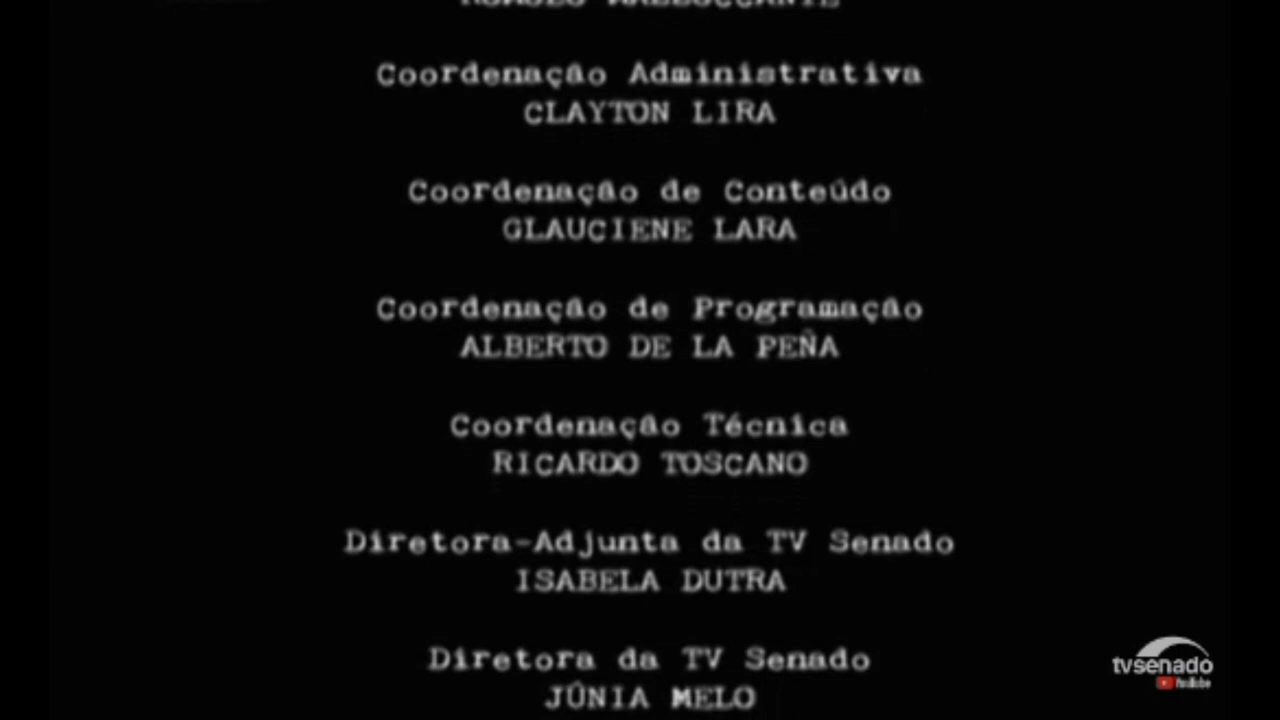 Coordenação Administrativa
CLAYTON LIRA
Coordenação de Conteúdo
GLAUCIENE LARA
Coordenação de Programação
ALBERTO DE LA PEÑA
Coordenação Técnica
RICARDO TOSCANO
Diretora-Adjunta da TV Senado
ISABELA DUTRA
Diretora da TV Senado
JÚNIA MELO
tvsenado
YouTube